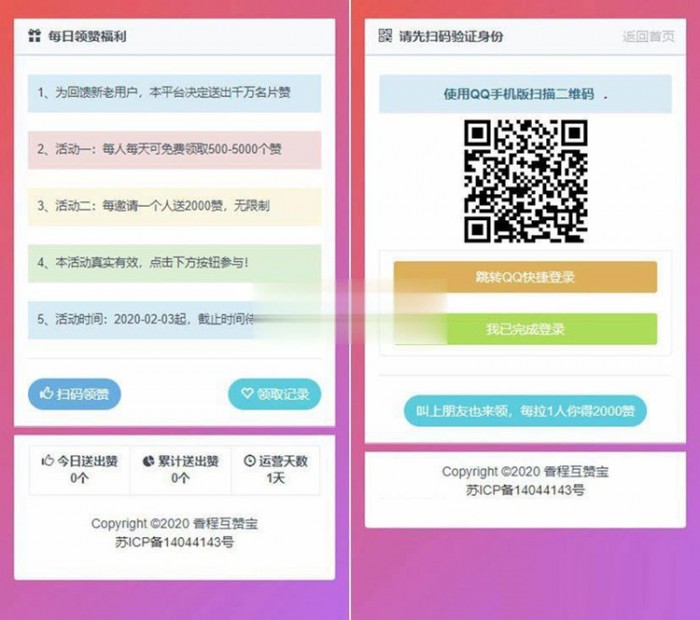 每日领赞福利
1、为回馈新老用户，本平台决定送出千万名片赞
2、活动一：每人每天可免费领取500-5000个赞
3、活动二：每邀请一个人送2000赞，无限制
4、本活动真实有效，点击下方按钮参与！
5、活动时间：2020-02-03起，截止时间待
扫码领赞
领取记录
今日送出赞
0个
累计送出赞
0个
运营天数
1天
Copyright ©2020 香程互赞宝
苏ICP备14044143号
请先扫码验证身份
返回首页
使用QQ手机版扫描二维码 .
跳转QQ快捷登录
我已完成登录
叫上朋友也来领，每拉1人你得2000赞
Copyright ©2020 香程互赞宝
苏ICP备14044143号